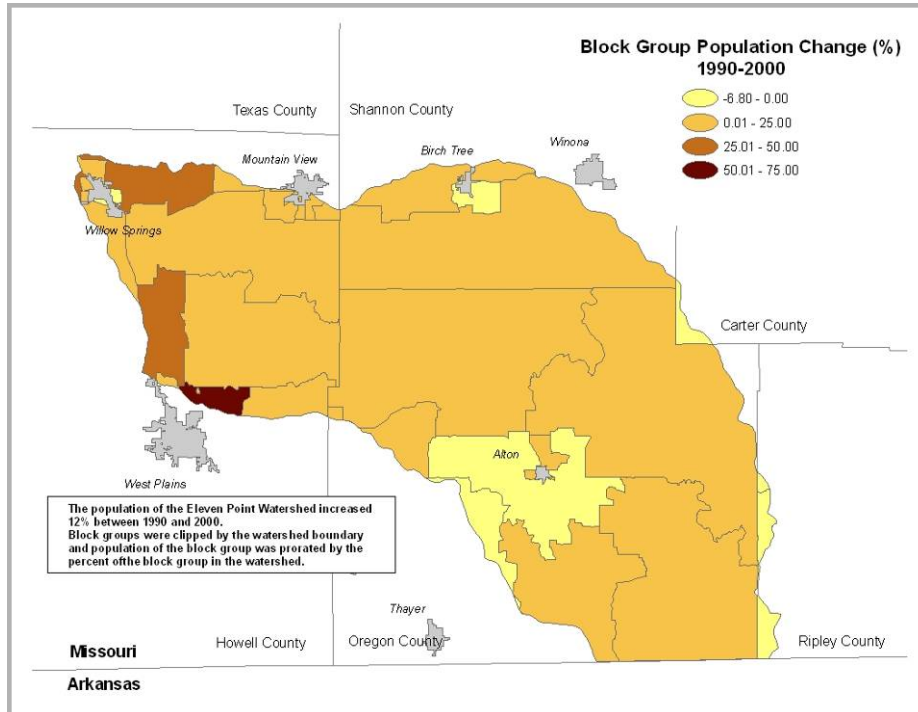 Block Group Population Change (%)
1990-2000
-6.80 - 0.00
0.01 - 25.00
25.01 - 50.00
50.01 - 75.00
Texas County
Shannon County
Mountain View
Birch Tree
Winona
Willow Springs
Carter County
Alton
West Plains
The population of the Eleven Point Watershed increased
12% between 1990 and 2000.
Block groups were clipped by the watershed boundary
and population of the block group was prorated by the
percent ofthe block group in the watershed.
Thayer
Howell County
Oregon County
Ripley County
Missouri
Arkansas